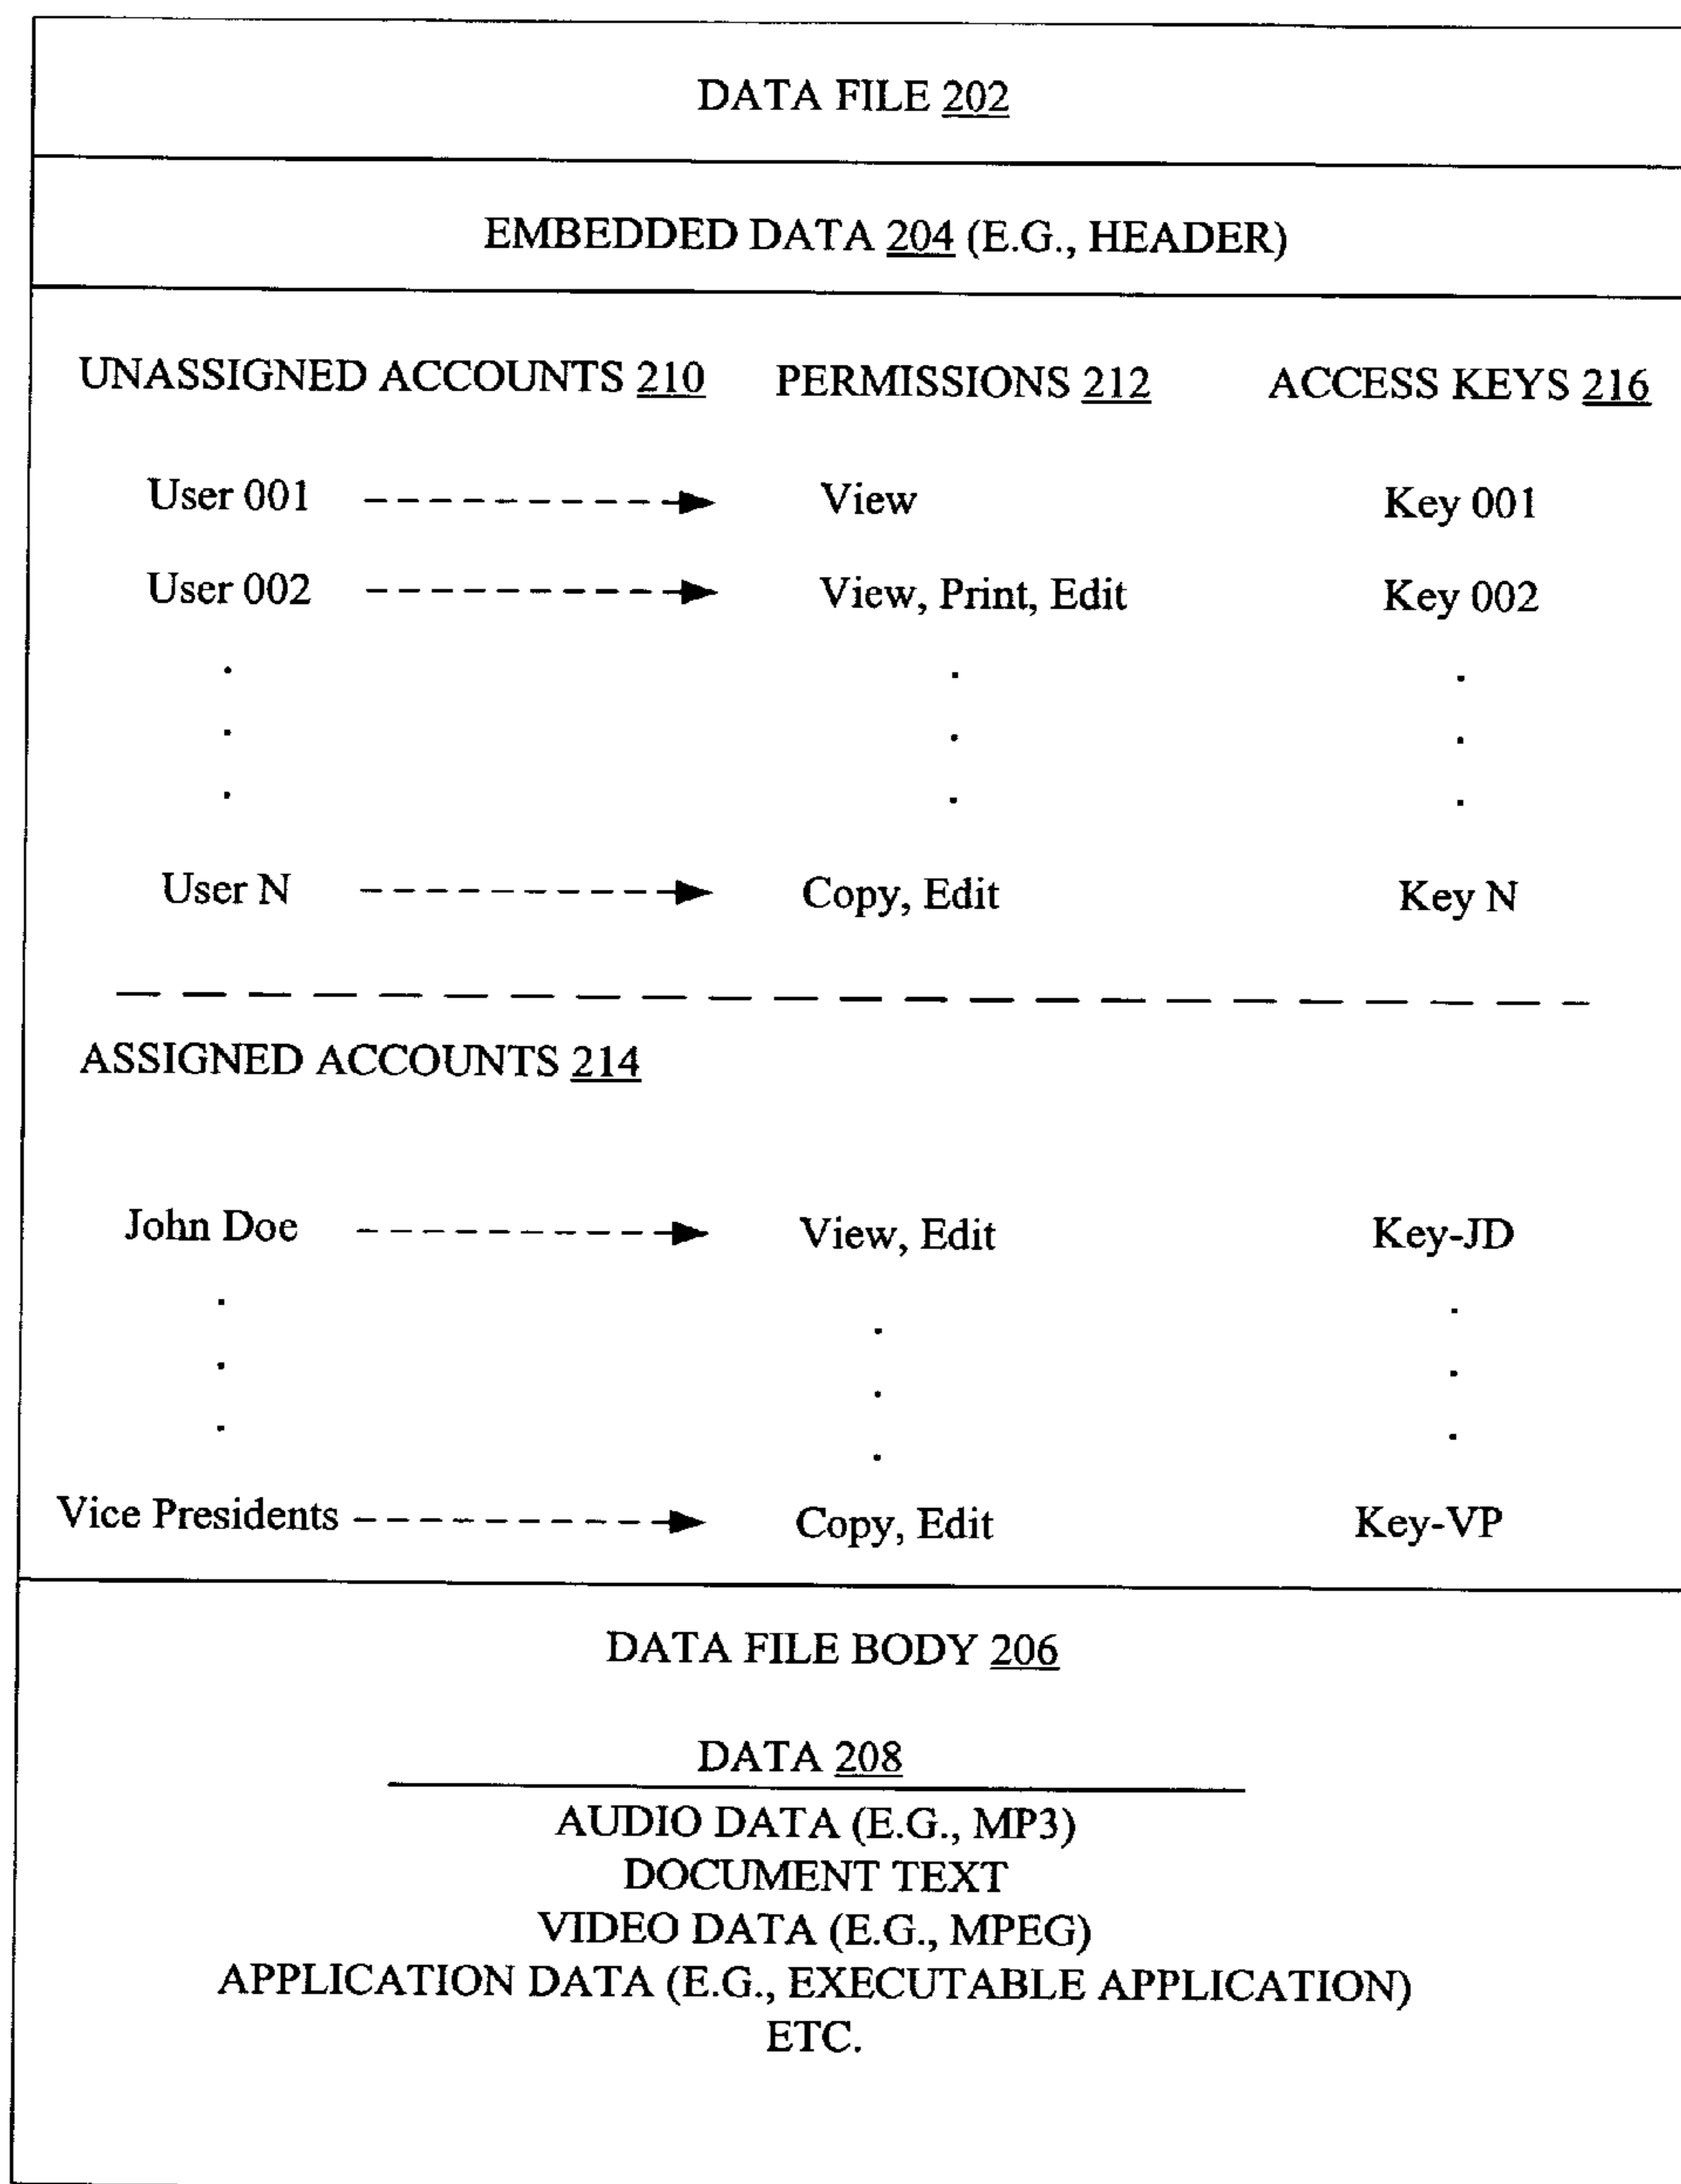 DATA FILE 202
EMBEDDED DATA 204 (E.G., HEADER)
UNASSIGNED ACCOUNTS 210 PERMISSIONS 212 ACCESS KEYS 216
User 001 View Key 001
User 002 View, Print, Edit Key 002
User N Copy, Edit Key N
ASSIGNED ACCOUNTS 214
John Doe View, Edit Key-JD
Vice Presidents Copy, Edit Key-VP
DATA FILE BODY 206
DATA 208
AUDIO DATA (E.G., MP3)
DOCUMENT TEXT
VIDEO DATA (E.G., MPEG)
APPLICATION DATA (E.G., EXECUTABLE APPLICATION)
ETC.